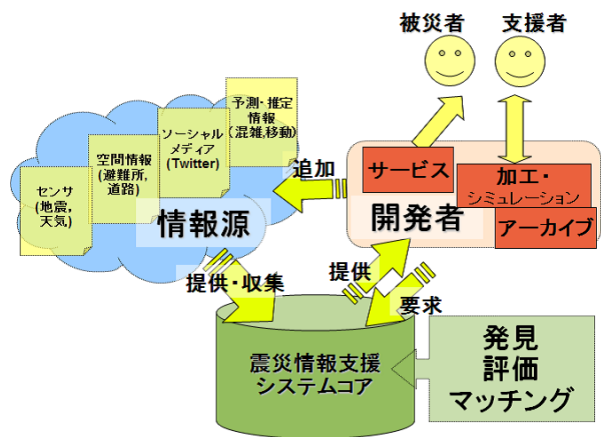 被災者
支援者
予測・推定
情報
(混雑,移動)
ソーシャル
メディア
(Twitter)
空間情報
(避難所,
道路)
センサ
(地震,
天気)
情報源
追加
サービス
加工・
シミュレーション
アーカイブ
開発者
提供・収集
提供
要求
震災情報支援
システムコア
発見
評価
マッチング